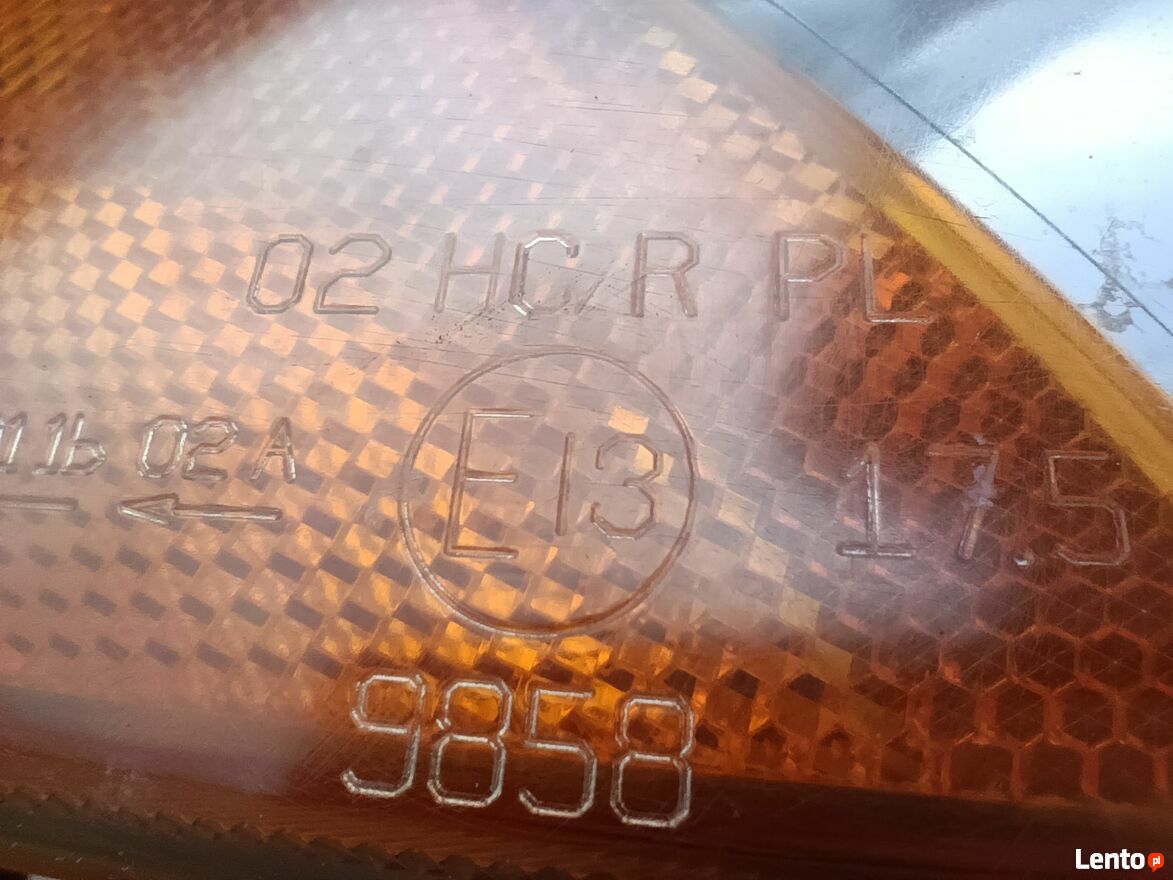 02 HC/R PL
11b 02A
E13
17.5
9858
Lento.pl